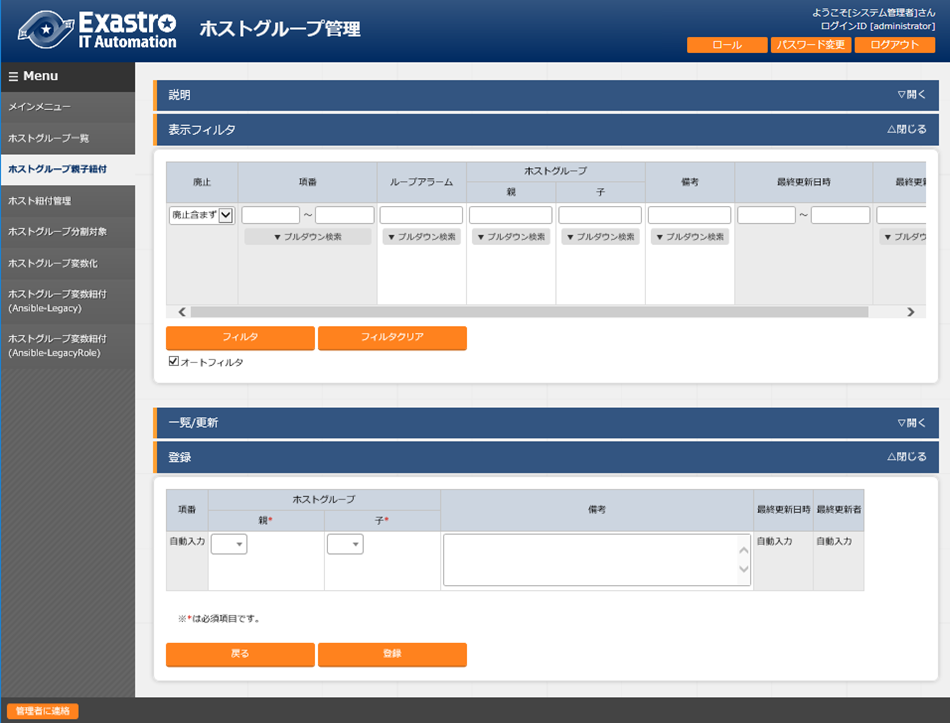 Exastro
IT Automation
ホストグループ管理
ようこそ[システム管理者]さん
ログインID [administrator]
ロール
パスワード変更
ログアウト
☰ Menu
メインメニュー
ホストグループ一覧
ホストグループ親子紐付
ホスト紐付管理
ホストグループ分割対象
ホストグループ変数化
ホストグループ変数紐付
(Ansible-Legacy)
ホストグループ変数紐付
(Ansible-LegacyRole)
説明
▽開く
表示フィルタ
△閉じる
廃止
項番
ループアラーム
ホストグループ
親
子
備考
最終更新日時
最終更新
廃止含まず
～
～
▼プルダウン検索
▼プルダウン検索
▼プルダウン検索
▼プルダウン検索
▼プルダウン検索
▼プルダウ
フィルタ
フィルタクリア
オートフィルタ
一覧/更新
▽開く
登録
△閉じる
項番
ホストグループ
親*
子*
備考
最終更新日時
最終更新者
自動入力
自動入力
自動入力
※*は必須項目です。
戻る
登録
管理者に連絡